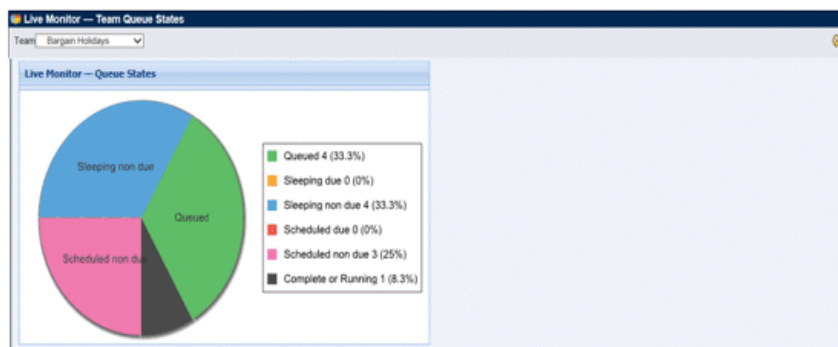 Live Monitor — Team Queue States
Team Bargain Holidays
Live Monitor — Queue States
Sleeping non due
Queued
Scheduled non due
Queued 4 (33.3%)
Sleeping due 0 (0%)
Sleeping non due 4 (33.3%)
Scheduled due 0 (0%)
Scheduled non due 3 (25%)
Complete or Running 1 (8.3%)